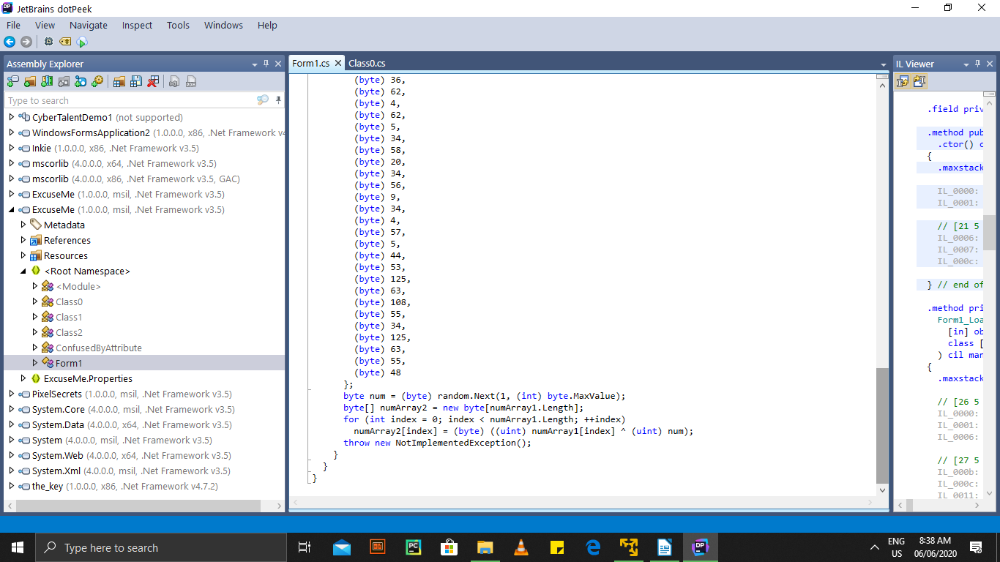 JetBrains dotPeek
File View Navigate Inspect Tools Windows Help
Assembly Explorer
Type to search
CyberTalentDemo1 (not supported)
WindowsFormsApplication2 (1.0.0.0, x86, .Net Framework v4
Inkie (1.0.0.0, x86, .Net Framework v3.5)
mscorlib (4.0.0.0, x64, .Net Framework v3.5)
mscorlib (4.0.0.0, x86, .Net Framework v3.5, GAC)
ExcuseMe (1.0.0.0, msil, .Net Framework v3.5)
ExcuseMe (1.0.0.0, msil, .Net Framework v3.5)
Metadata
References
Resources
<Root Namespace>
<Module>
Class0
Class1
Class2
ConfusedByAttribute
Form1
ExcuseMe.Properties
PixelSecrets (1.0.0.0, msil, .Net Framework v3.5)
System.Core (4.0.0.0, msil, .Net Framework v3.5)
System.Data (4.0.0.0, x64, .Net Framework v3.5)
System (4.0.0.0, msil, .Net Framework v3.5)
System.Web (4.0.0.0, x64, .Net Framework v3.5)
System.Xml (4.0.0.0, msil, .Net Framework v3.5)
the_key (1.0.0.0, x86, .Net Framework v4.7.2)
Form1.cs Class0.cs
(byte) 36,
(byte) 62,
(byte) 4,
(byte) 62,
(byte) 5,
(byte) 34,
(byte) 58,
(byte) 20,
(byte) 34,
(byte) 56,
(byte) 9,
(byte) 34,
(byte) 4,
(byte) 57,
(byte) 5,
(byte) 44,
(byte) 53,
(byte) 125,
(byte) 63,
(byte) 108,
(byte) 55,
(byte) 34,
(byte) 125,
(byte) 63,
(byte) 55,
(byte) 48
};
byte num = (byte) random.Next(1, (int) byte.MaxValue);
byte[] numArray2 = new byte[numArray1.Length];
for (int index = 0; index < numArray1.Length; ++index)
numArray2[index] = (byte) ((uint) numArray1[index] ^ (uint) num);
throw new NotImplementedException();
}
}
}
IL Viewer
.field priv
.method pub
.ctor() c
{
.maxstack
IL_0000:
IL_0001:
// [21 5
IL_0006:
IL_0007:
IL_000c:
} // end of
.method pri
Form1_Loa
[in] ob
class [
) cil man
{
.maxstack
// [26 5
IL_0000:
IL_0001:
IL_0006:
// [27 5
IL_000b:
IL_000c:
IL_0011:
Type here to search
ENG
US
8:38 AM
06/06/2020